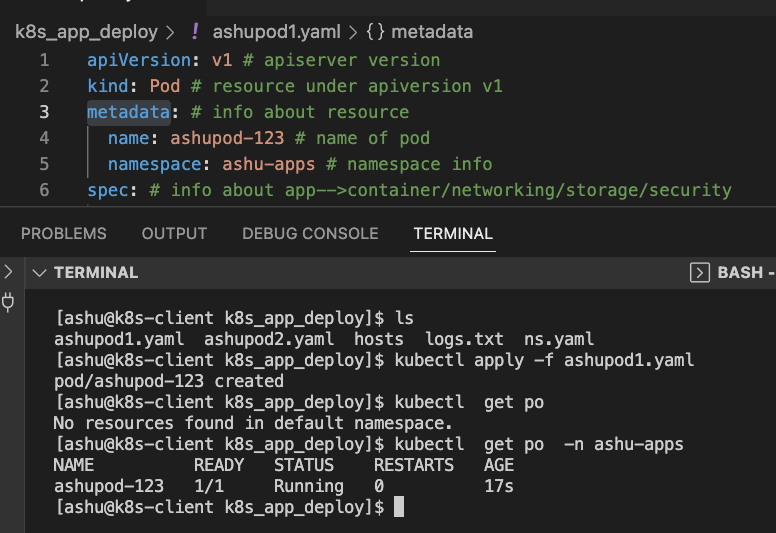 k8s_app_deploy > ! ashupod1.yaml > {} metadata
1 apiVersion: v1 # apiserver version
2 kind: Pod # resource under apiversion v1
3 metadata: # info about resource
4   name: ashupod-123 # name of pod
5   namespace: ashu-apps # namespace info
6 spec: # info about app-->container/networking/storage/security
PROBLEMS OUTPUT DEBUG CONSOLE TERMINAL
TERMINAL BASH -
[ashu@k8s-client k8s_app_deploy]$ ls
ashupod1.yaml  ashupod2.yaml  hosts  logs.txt  ns.yaml
[ashu@k8s-client k8s_app_deploy]$ kubectl apply -f ashupod1.yaml
pod/ashupod-123 created
[ashu@k8s-client k8s_app_deploy]$ kubectl  get po
No resources found in default namespace.
[ashu@k8s-client k8s_app_deploy]$ kubectl  get po  -n ashu-apps
NAME          READY   STATUS    RESTARTS   AGE
ashupod-123   1/1     Running   0          17s
[ashu@k8s-client k8s_app_deploy]$